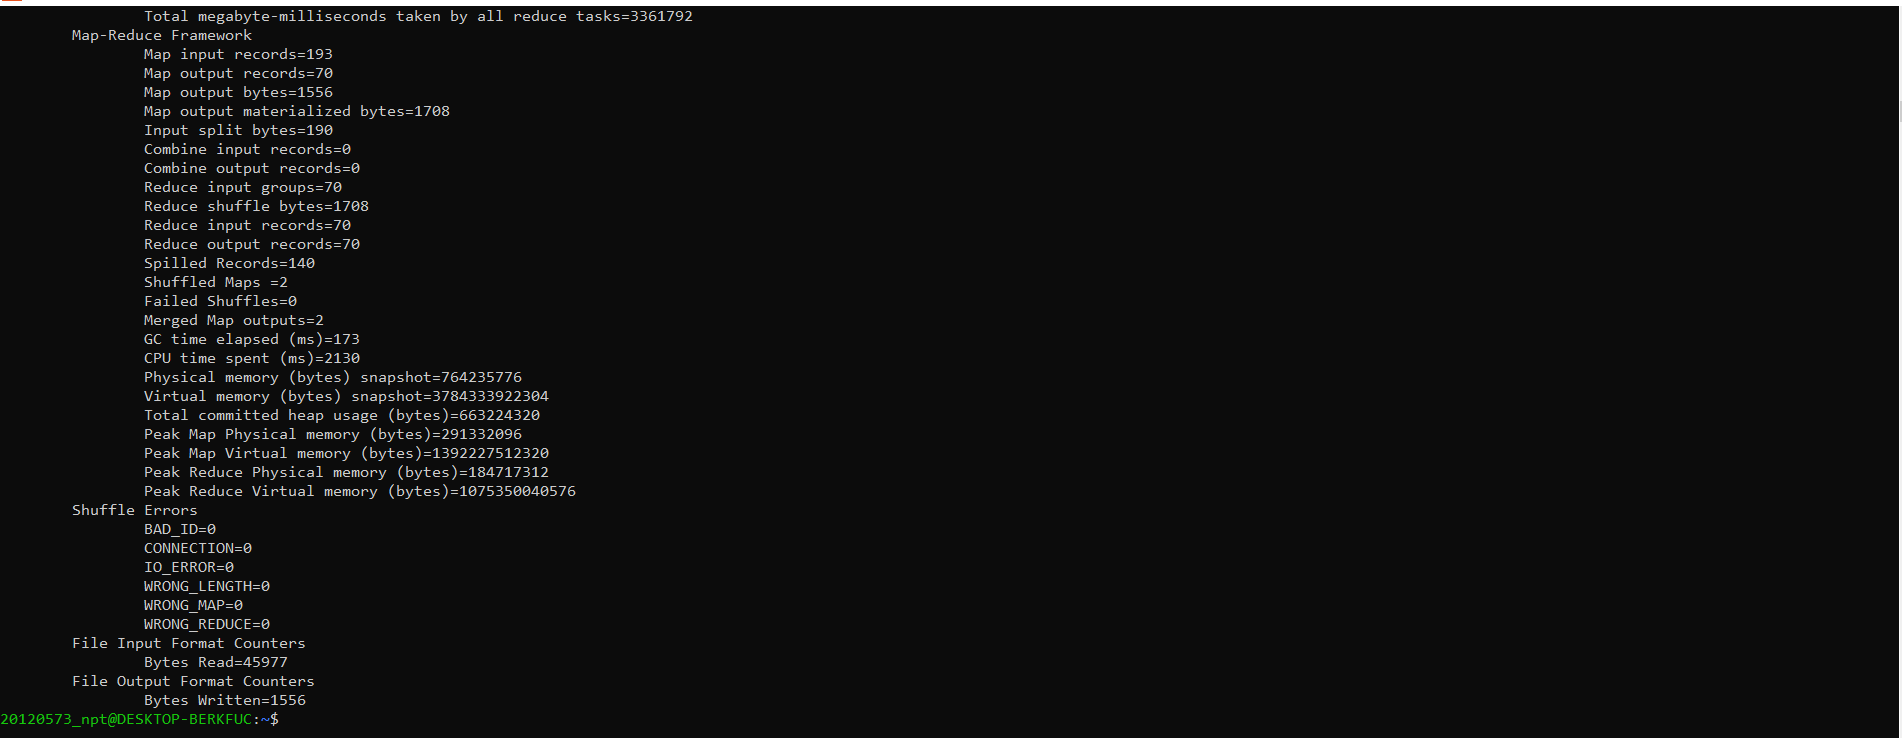 Total megabyte-milliseconds taken by all reduce tasks=3361792
Map-Reduce Framework
Map input records=193
Map output records=70
Map output bytes=1556
Map output materialized bytes=1708
Input split bytes=190
Combine input records=0
Combine output records=0
Reduce input groups=70
Reduce shuffle bytes=1708
Reduce input records=70
Reduce output records=70
Spilled Records=140
Shuffled Maps =2
Failed Shuffles=0
Merged Map outputs=2
GC time elapsed (ms)=173
CPU time spent (ms)=2130
Physical memory (bytes) snapshot=764235776
Virtual memory (bytes) snapshot=3784333922304
Total committed heap usage (bytes)=663224320
Peak Map Physical memory (bytes)=291332096
Peak Map Virtual memory (bytes)=1392227512320
Peak Reduce Physical memory (bytes)=184717312
Peak Reduce Virtual memory (bytes)=1075350040576
Shuffle Errors
BAD_ID=0
CONNECTION=0
IO_ERROR=0
WRONG_LENGTH=0
WRONG_MAP=0
WRONG_REDUCE=0
File Input Format Counters
Bytes Read=45977
File Output Format Counters
Bytes Written=1556
20120573_npt@DESKTOP-BERKFUC:~$